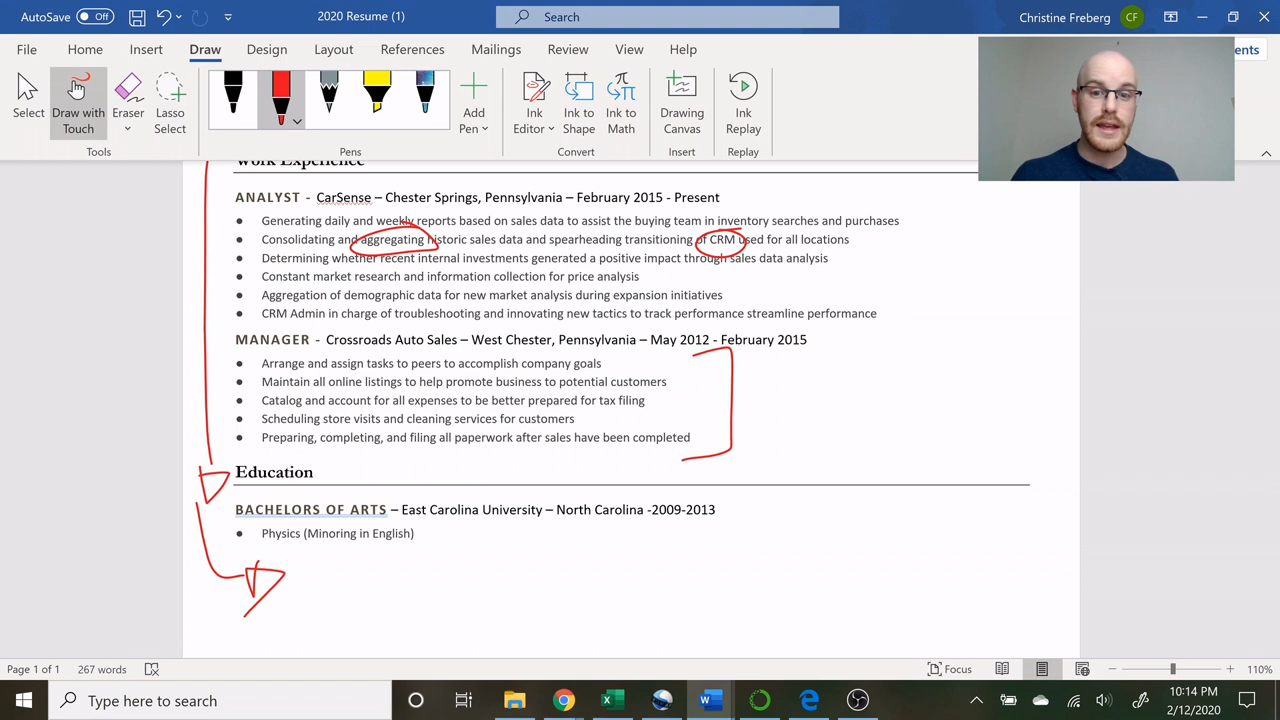 AutoSave Off 2020 Resume (1) Search Christine Freberg CF
File Home Insert Draw Design Layout References Mailings Review View Help ents
Select Draw with Touch Eraser Lasso Select Add Pen Ink Editor Ink to Shape Ink to Math Drawing Canvas Ink Replay
Tools Pens Convert Insert Replay
Work Experience
ANALYST - CarSense – Chester Springs, Pennsylvania – February 2015 - Present
● Generating daily and weekly reports based on sales data to assist the buying team in inventory searches and purchases
● Consolidating and aggregating historic sales data and spearheading transitioning of CRM used for all locations
● Determining whether recent internal investments generated a positive impact through sales data analysis
● Constant market research and information collection for price analysis
● Aggregation of demographic data for new market analysis during expansion initiatives
● CRM Admin in charge of troubleshooting and innovating new tactics to track performance streamline performance
MANAGER - Crossroads Auto Sales – West Chester, Pennsylvania – May 2012 - February 2015
● Arrange and assign tasks to peers to accomplish company goals
● Maintain all online listings to help promote business to potential customers
● Catalog and account for all expenses to be better prepared for tax filing
● Scheduling store visits and cleaning services for customers
● Preparing, completing, and filing all paperwork after sales have been completed
Education
BACHELORS OF ARTS – East Carolina University – North Carolina -2009-2013
● Physics (Minoring in English)
Page 1 of 1 267 words Focus 110%
Type here to search 10:14 PM
2/12/2020